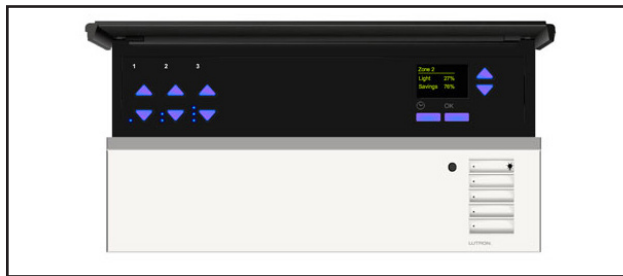 1 2 3
Zone 2
Light 27%
Savings 78%
OK
LUTRON